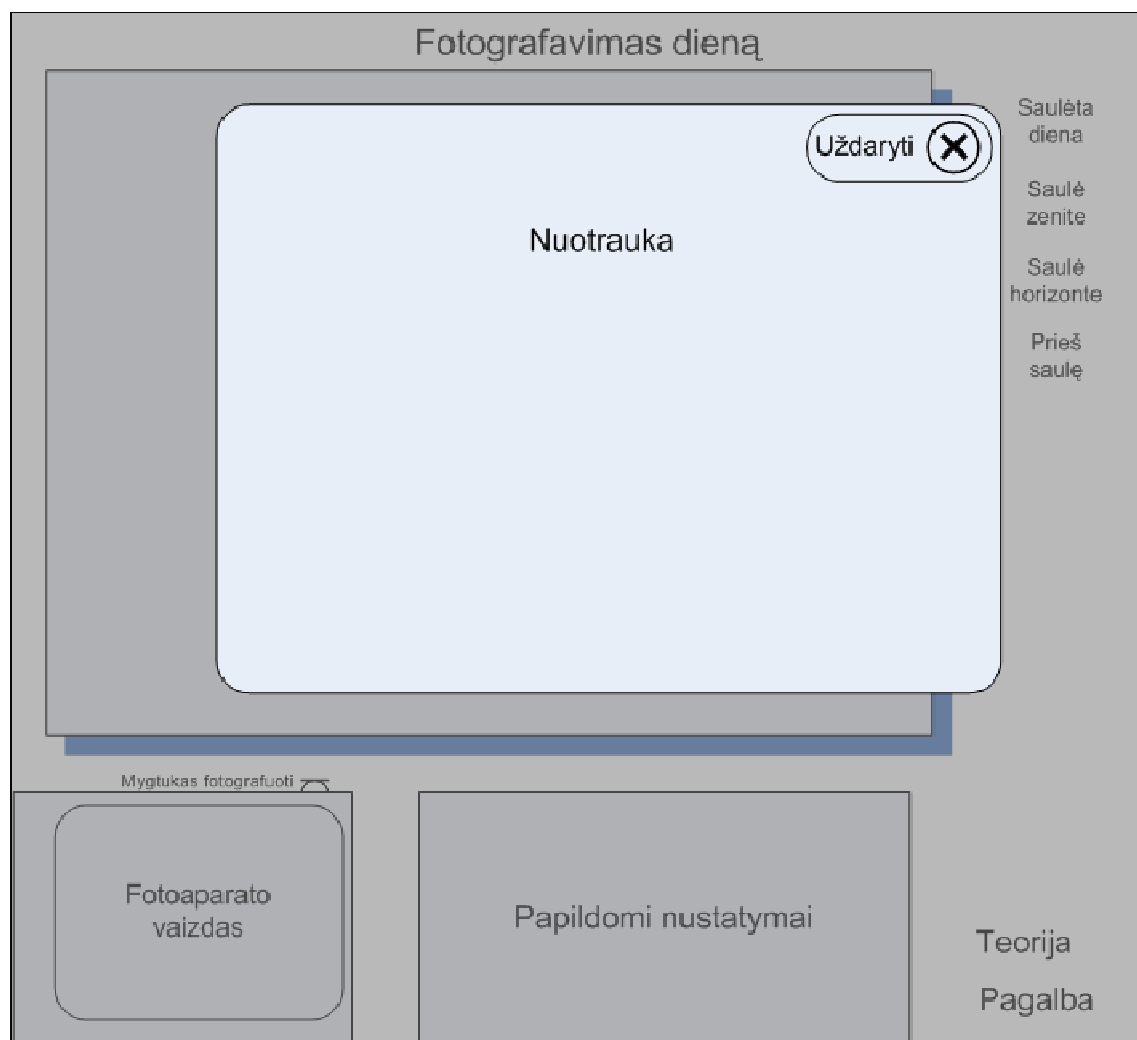 Fotografavimas dieną
Uždaryti
Nuotrauka
Saulėta
diena
Saulė
zenite
Saulė
horizonte
Prieš
saulę
Mygtukas fotografuoti
Fotoaparato
vaizdas
Papildomi nustatymai
Teorija
Pagalba